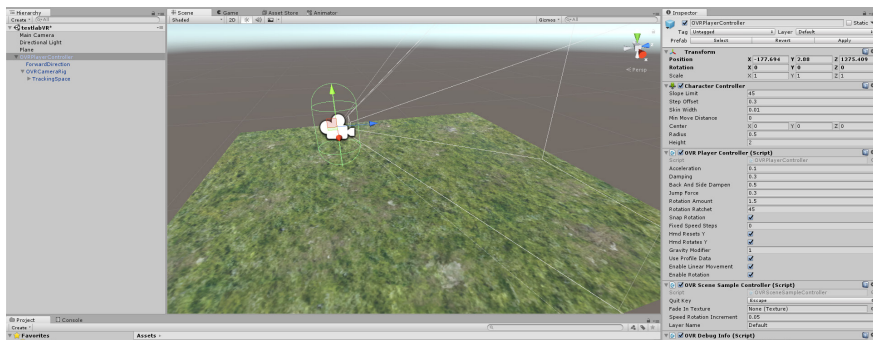 Hierarchy
Create
All
testlabVR*
Main Camera
Directional Light
Plane
OVRPlayerController
ForwardDirection
OVRCameraRig
TrackingSpace
Project
Console
Create
Favorites
Assets
Scene
Game
Asset Store
Animator
Shaded
2D
Gizmos
All
Persp
Inspector
OVRPlayerController
Static
Tag Untagged Layer Default
Prefab Select Revert Apply
Transform
Position X -177.694 Y 2.88 Z 1275.409
Rotation X 0 Y 0 Z 0
Scale X 1 Y 1 Z 1
Character Controller
Slope Limit 45
Step Offset 0.3
Skin Width 0.01
Min Move Distance 0
Center X 0 Y 0 Z 0
Radius 0.5
Height 2
OVR Player Controller (Script)
Script OVRPlayerController
Acceleration 0.1
Damping 0.3
Back And Side Dampen 0.5
Jump Force 0.3
Rotation Amount 1.5
Rotation Ratchet 45
Snap Rotation
Fixed Speed Steps 0
Hmd Resets Y
Hmd Rotates Y
Gravity Modifier 1
Use Profile Data
Enable Linear Movement
Enable Rotation
OVR Scene Sample Controller (Script)
Script OVRSceneSampleController
Quit Key Escape
Fade In Texture None (Texture)
Speed Rotation Increment 0.05
Layer Name Default
OVR Debug Info (Script)